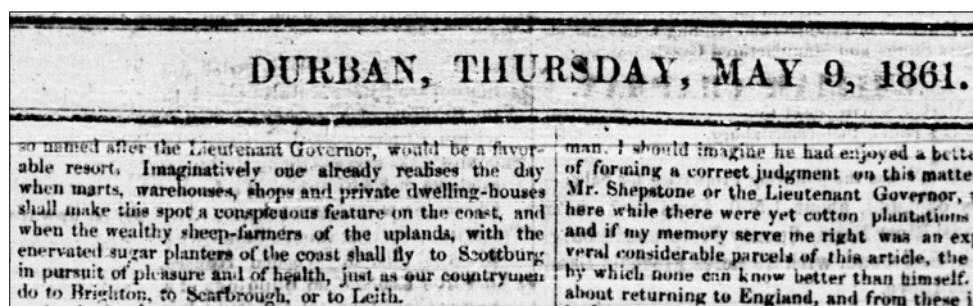 DURBAN, THURSDAY, MAY 9, 1861.
so named after the Lieutenant Governor, would be a favor-
able resort. Imaginatively one already realises the day
when marts, warehouses, shops and private dwelling-houses
shall make this spot a conspicuous feature on the coast, and
when the wealthy sheep-farmers of the uplands, with the
enervated sugar planters of the coast shall fly to Scottburg
in pursuit of pleasure and of health, just as our countrymen
do to Brighton, to Scarbrough, or to Leith.
man. I should imagine he had enjoyed a bette
of forming a correct judgment on this matte
Mr. Shepstone or the Lieutenant Governor,
here while there were yet cotton plantations
and if my memory serve me right was an ex
veral considerable parcels of this article, the
by which none can know better than himself.
about returning to England, and from these